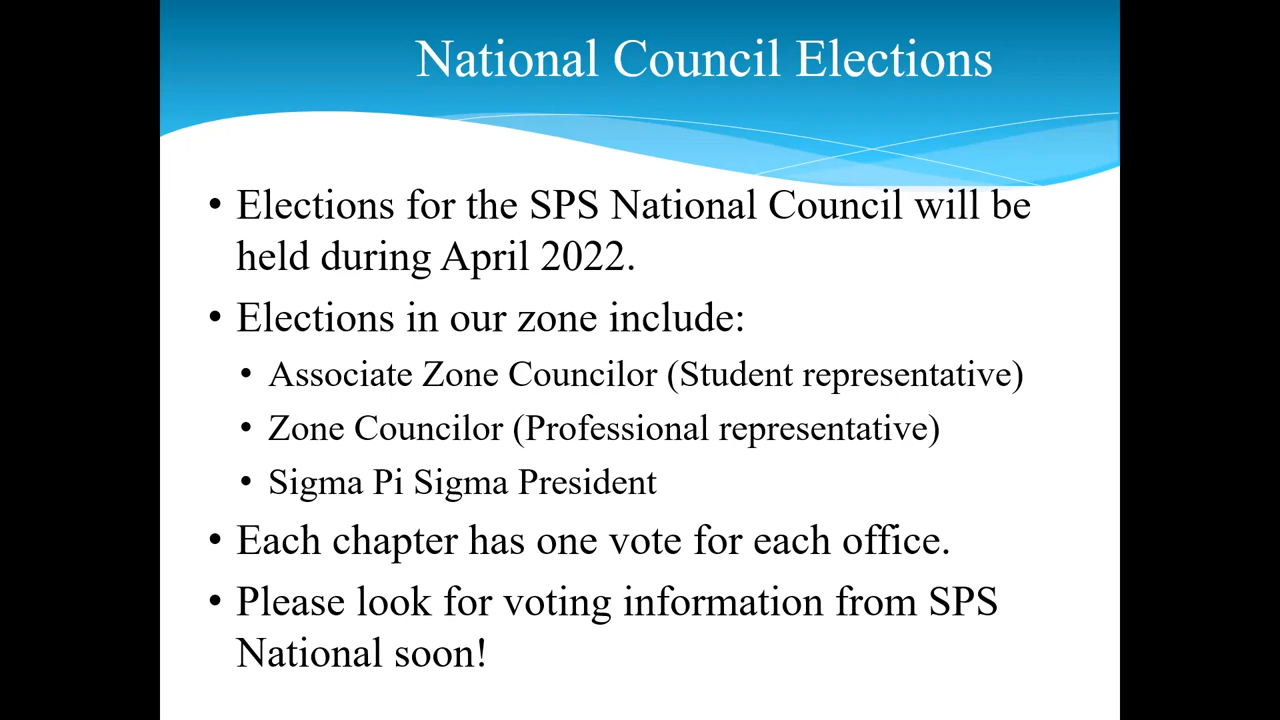 National Council Elections
• Elections for the SPS National Council will be
held during April 2022.
• Elections in our zone include:
• Associate Zone Councilor (Student representative)
• Zone Councilor (Professional representative)
• Sigma Pi Sigma President
• Each chapter has one vote for each office.
• Please look for voting information from SPS
National soon!